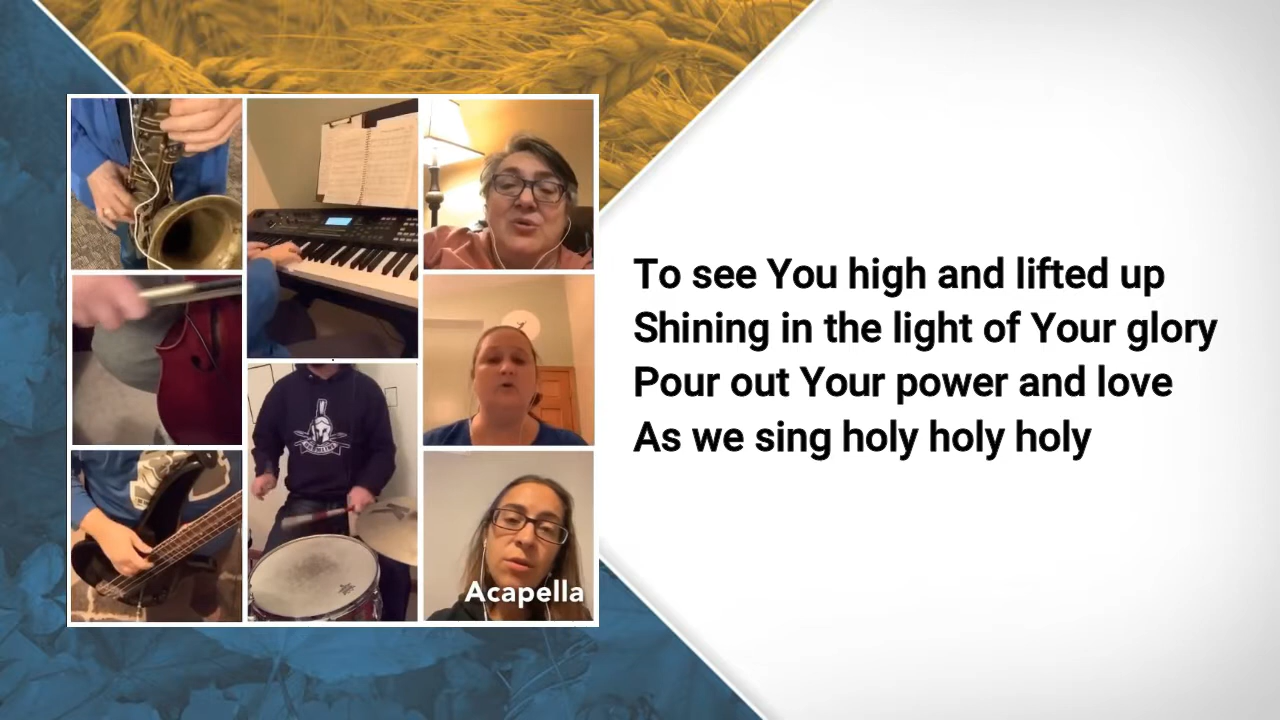 To see You high and lifted up
Shining in the light of Your glory
Pour out Your power and love
As we sing holy holy holy
Acapella